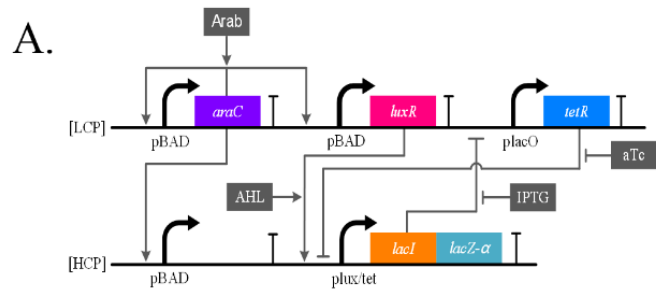 A.
Arab
araC
luxR
tetR
[LCP]
pBAD
pBAD
placO
aTc
AHL
IPTG
lacI
lacZ-α
[HCP]
pBAD
plux/tet